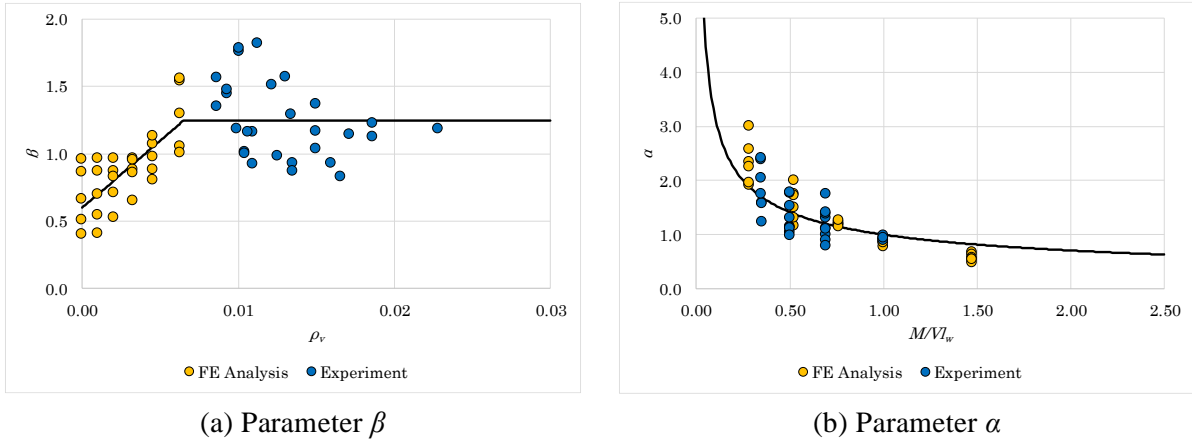 2.0
1.5
1.0
0.5
0.0
β
0.00 0.01 0.02 0.03
ρv
FE Analysis Experiment
(a) Parameter β
5.0
4.0
3.0
2.0
1.0
0.0
α
0.00 0.50 1.00 1.50 2.00 2.50
M/Vlw
FE Analysis Experiment
(b) Parameter α